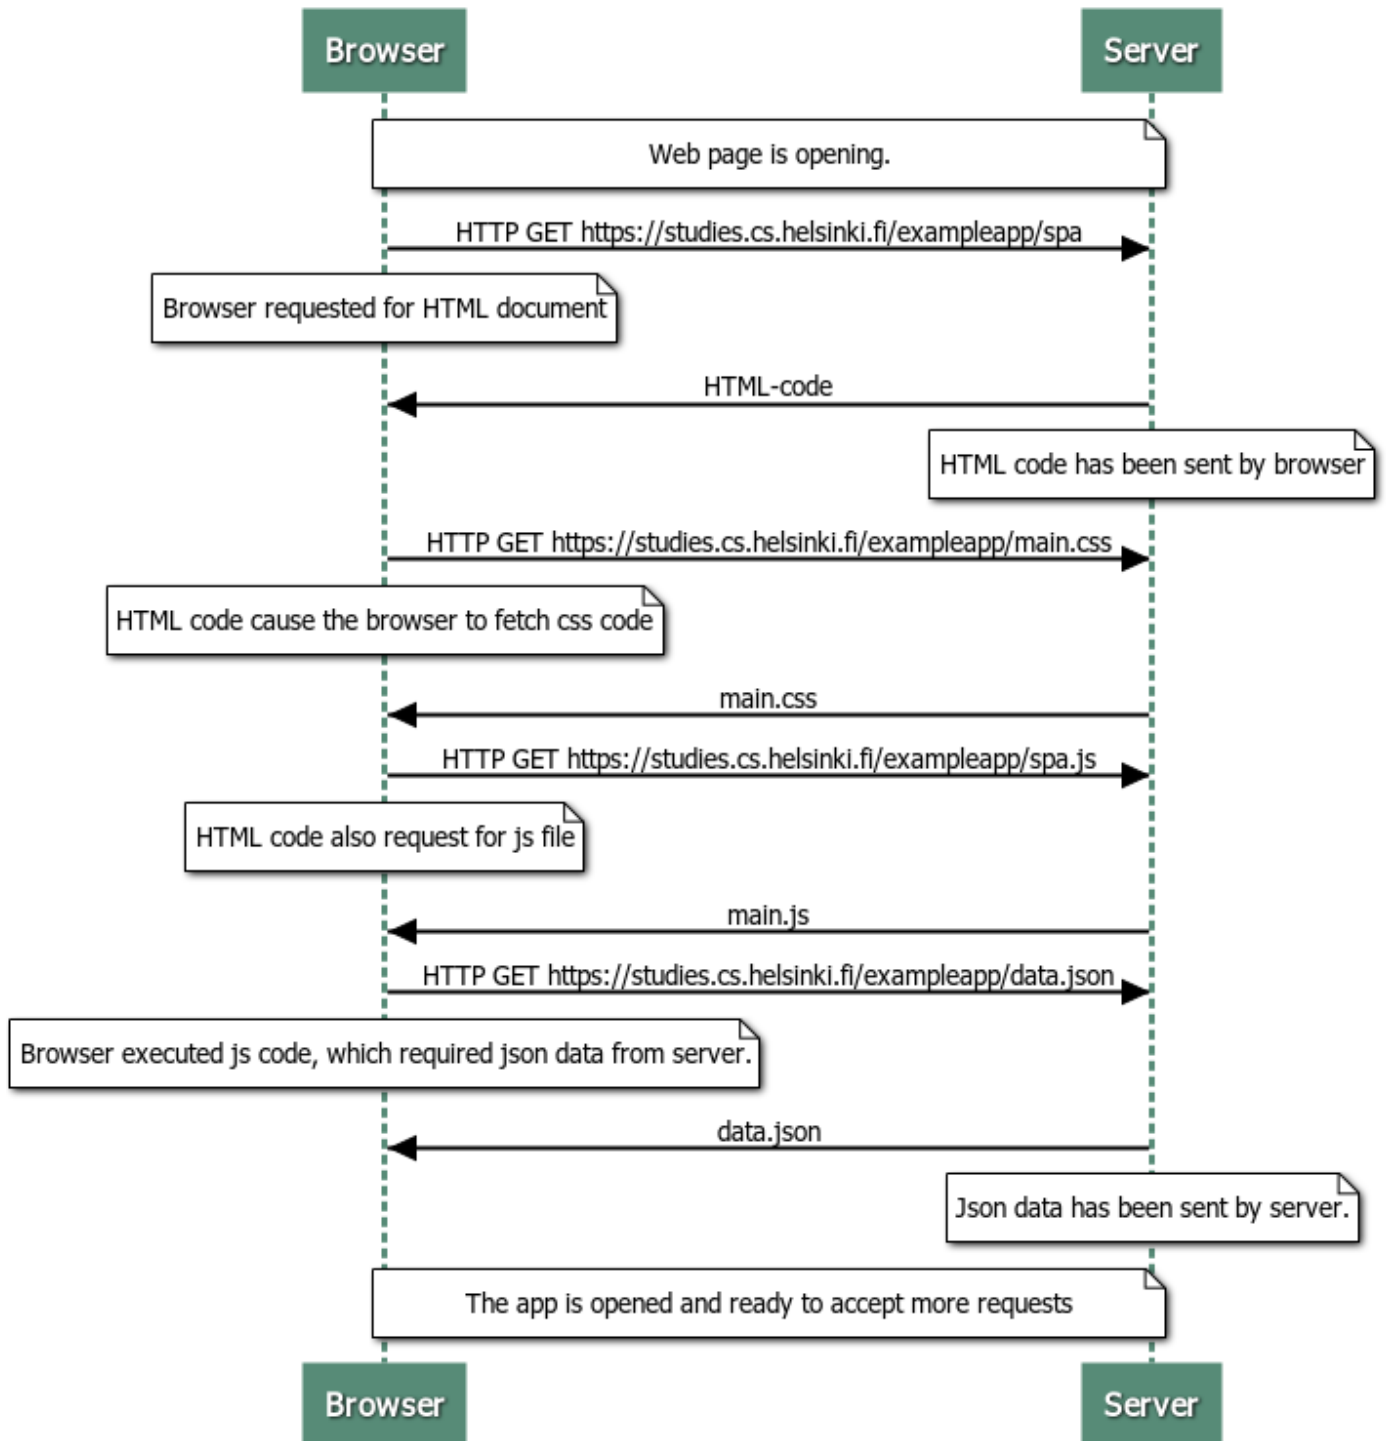 Browser
Server
Web page is opening.
HTTP GET https://studies.cs.helsinki.fi/exampleapp/spa
Browser requested for HTML document
HTML-code
HTML code has been sent by browser
HTTP GET https://studies.cs.helsinki.fi/exampleapp/main.css
HTML code cause the browser to fetch css code
main.css
HTTP GET https://studies.cs.helsinki.fi/exampleapp/spa.js
HTML code also request for js file
main.js
HTTP GET https://studies.cs.helsinki.fi/exampleapp/data.json
Browser executed js code, which required json data from server.
data.json
Json data has been sent by server.
The app is opened and ready to accept more requests
Browser
Server